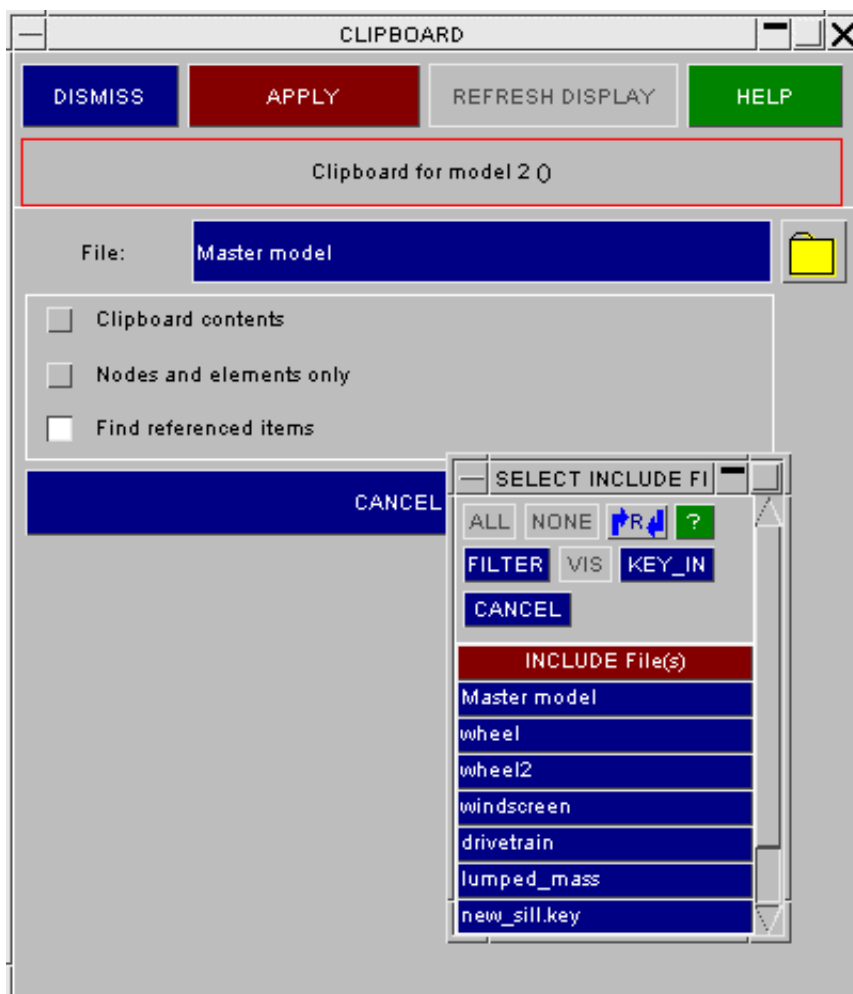 CLIPBOARD
DISMISS APPLY REFRESH DISPLAY HELP
Clipboard for model 2 ()
File: Master model
Clipboard contents
Nodes and elements only
Find referenced items
CANCEL
SELECT INCLUDE FI
ALL NONE R ?
FILTER VIS KEY_IN
CANCEL
INCLUDE File(s)
Master model
wheel
wheel2
windscreen
drivetrain
lumped_mass
new_sill.key